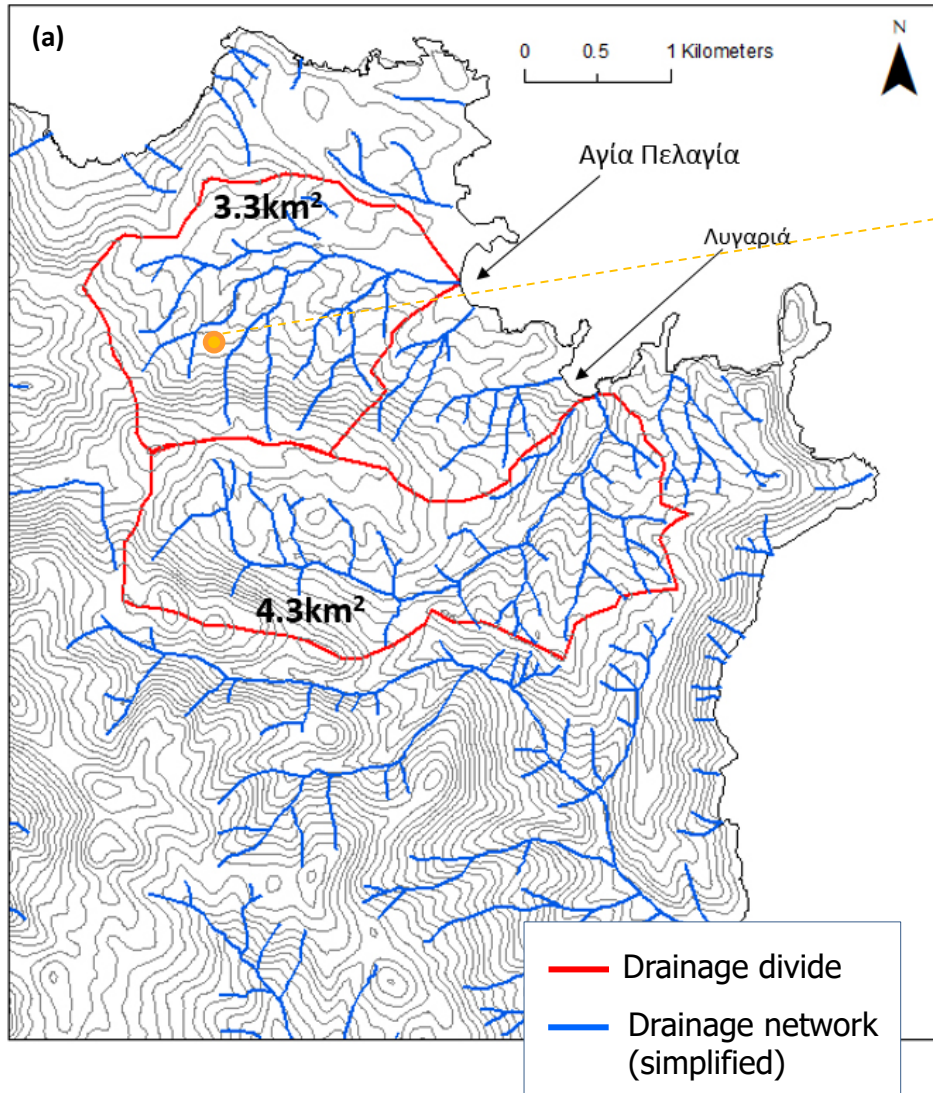 (a)
0 0.5 1 Kilometers
N
Αγία Πελαγία
3.3km²
Λυγαριά
4.3km²
Drainage divide
Drainage network
(simplified)